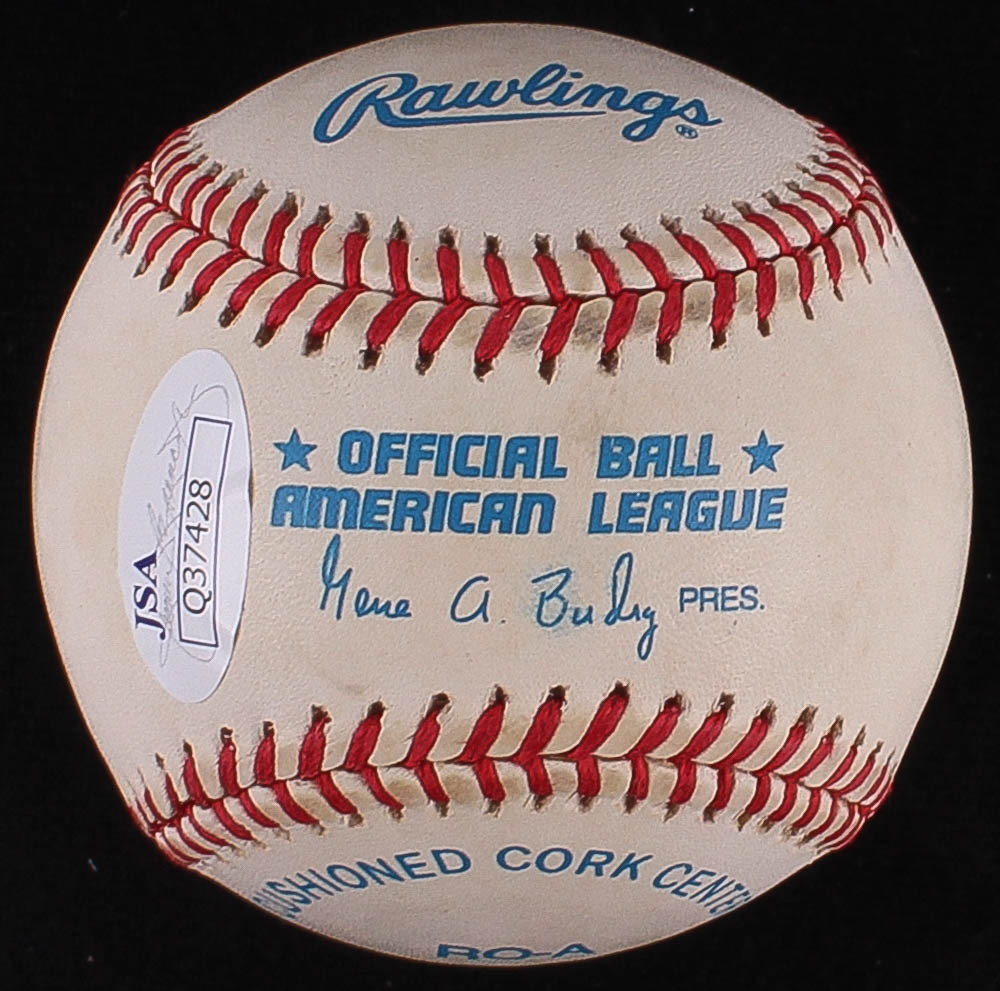 Rawlings®
★ OFFICIAL BALL ★
AMERICAN LEAGUE
Gene A. Budig PRES.
JSA
Q37428
CUSHIONED CORK CENTER
RO-A